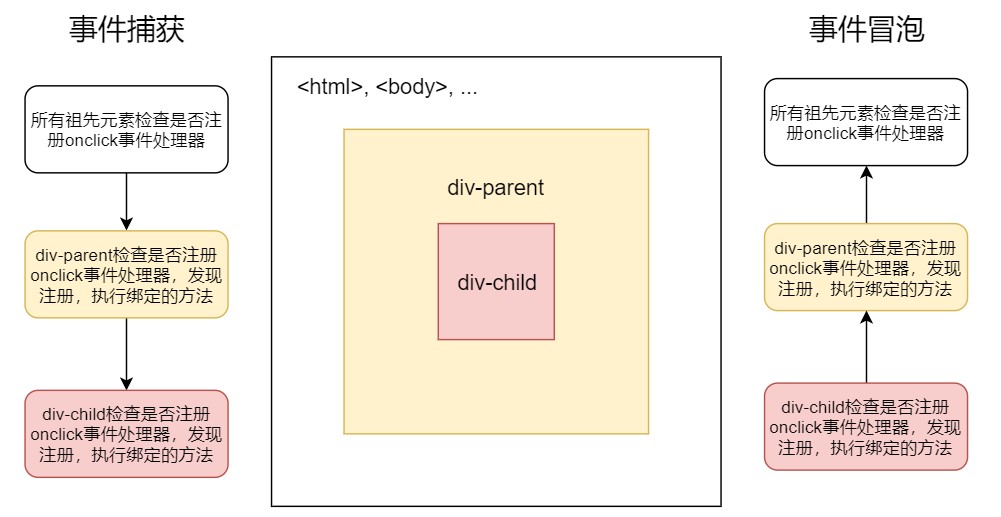 事件捕获
所有祖先元素检查是否注
册onclick事件处理器
div-parent检查是否注册
onclick事件处理器，发现
注册，执行绑定的方法
div-child检查是否注册
onclick事件处理器，发现
注册，执行绑定的方法
<html>, <body>, ...
div-parent
div-child
事件冒泡
所有祖先元素检查是否注
册onclick事件处理器
div-parent检查是否注册
onclick事件处理器，发现
注册，执行绑定的方法
div-child检查是否注册
onclick事件处理器，发现
注册，执行绑定的方法